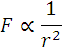 F ∝ 1/r²